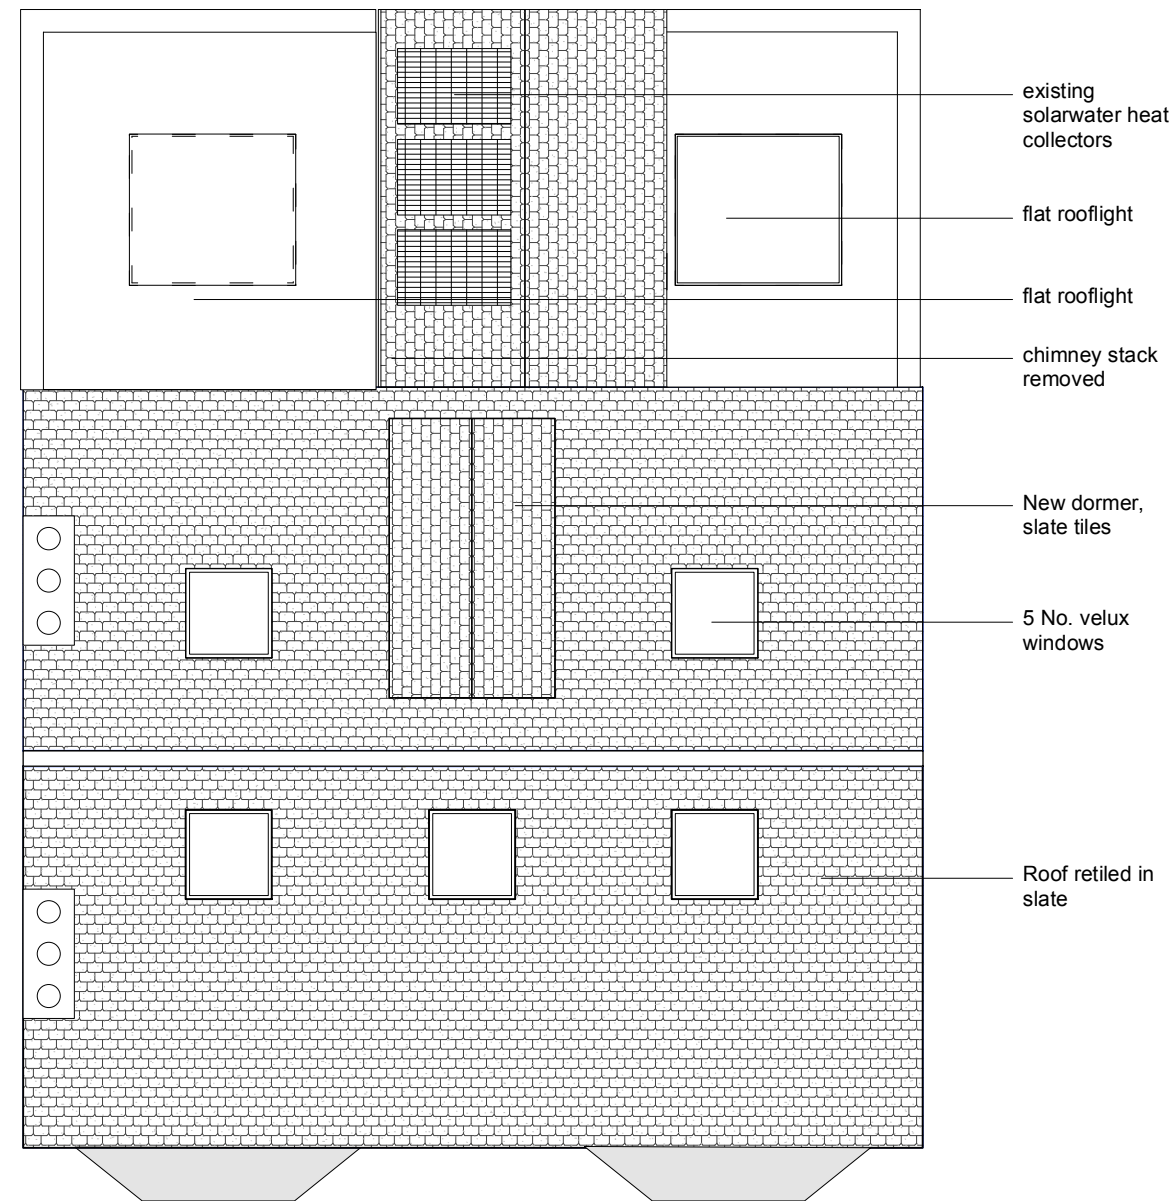 existing
solarwater heat
collectors
flat rooflight
flat rooflight
chimney stack
removed
New dormer,
slate tiles
5 No. velux
windows
Roof retiled in
slate